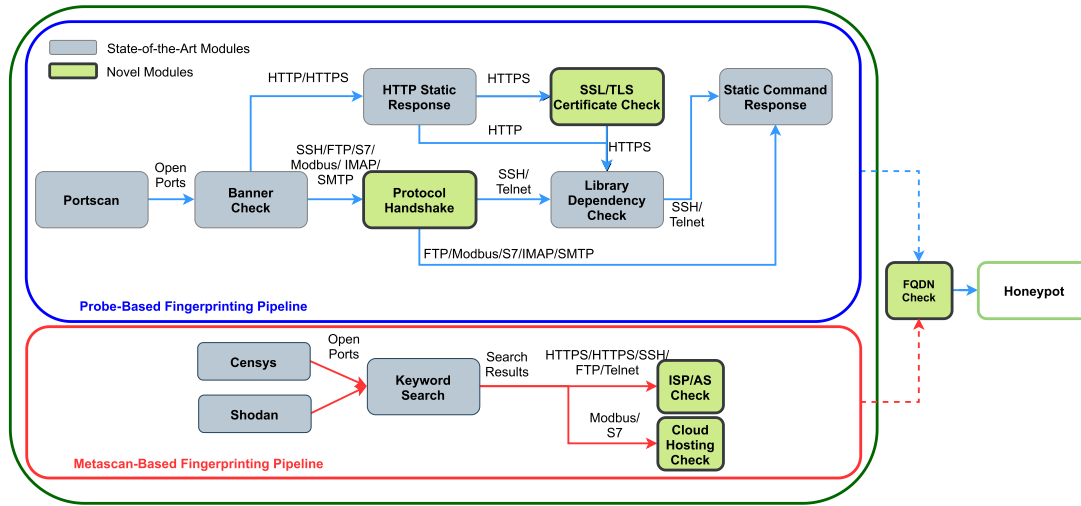 State-of-the-Art Modules
Novel Modules
HTTP/HTTPS
HTTP Static
Response
HTTPS
SSL/TLS
Certificate Check
Static Command
Response
HTTP
HTTPS
SSH/FTP/S7/
Modbus/ IMAP/
SMTP
Open
Ports
Portscan
Banner
Check
Protocol
Handshake
SSH/
Telnet
Library
Dependency
Check
SSH/
Telnet
FTP/Modbus/S7/IMAP/SMTP
Probe-Based Fingerprinting Pipeline
FQDN
Check
Honeypot
Censys
Shodan
Open
Ports
Keyword
Search
Search
Results
HTTPS/HTTPS/SSH/
FTP/Telnet
ISP/AS
Check
Modbus/
S7
Cloud
Hosting
Check
Metascan-Based Fingerprinting Pipeline